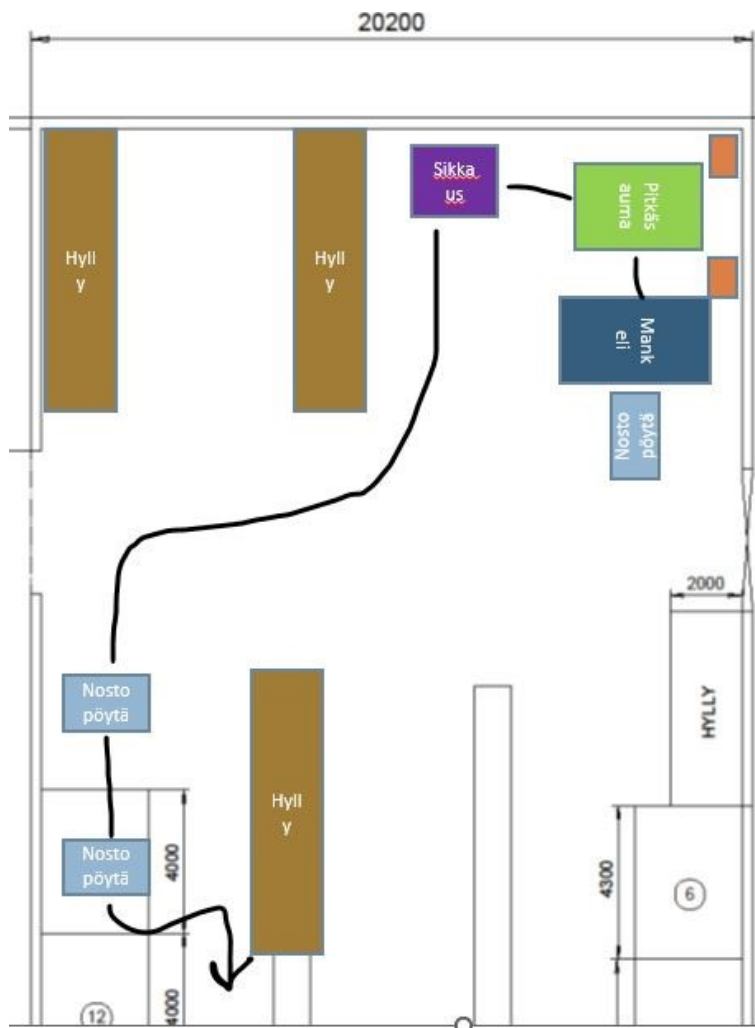 20200
Sikka
us
Pitkäs
auma
Hyll
y
Hyll
y
Mank
eli
Nosto
pöytä
2000
HYLLY
Nosto
pöytä
Hyll
y
Nosto
pöytä
4000
4300
6
12
4000